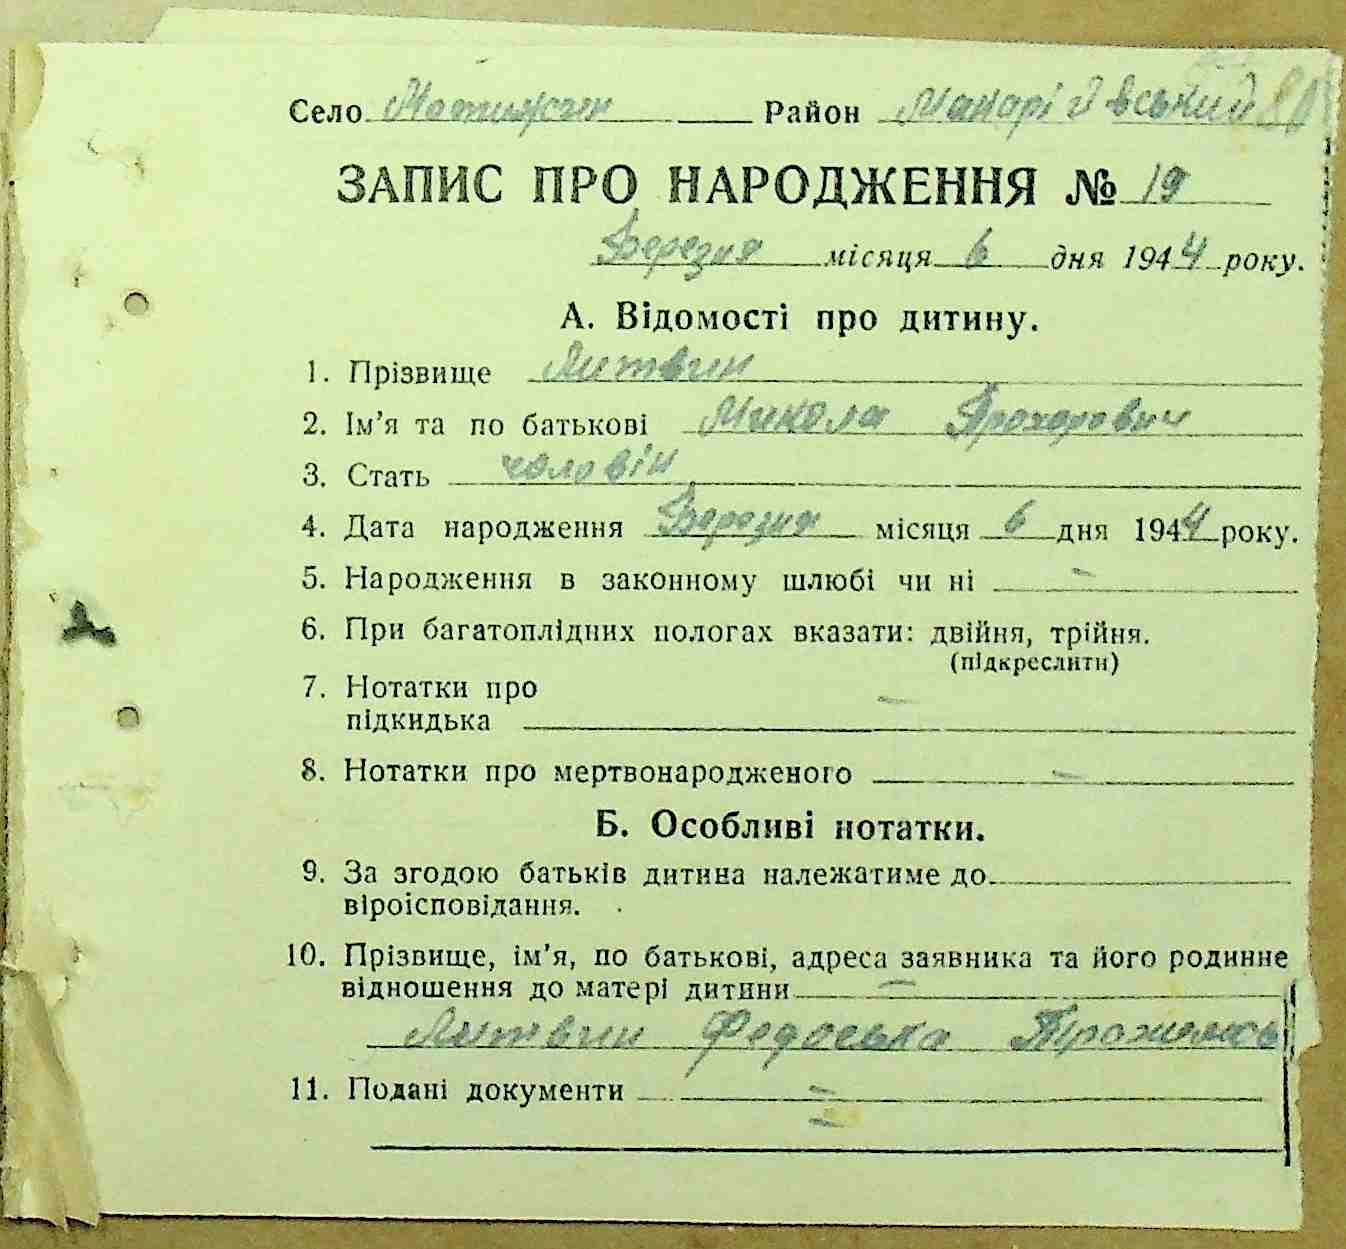 Село Мотижин Район Макарівський 80
ЗАПИС ПРО НАРОДЖЕННЯ № 19
Березня місяця 6 дня 1944 року.
А. Відомості про дитину.
1. Прізвище Литвин
2. Ім'я та по батькові Микола Прохорович
3. Стать чоловік
4. Дата народження Березня місяця 6 дня 1944 року.
5. Народження в законному шлюбі чи ні –
6. При багатоплідних пологах вказати: двійня, трійня.
(підкреслити)
7. Нотатки про
підкидька –
8. Нотатки про мертвонародженого –
Б. Особливі нотатки.
9. За згодою батьків дитина належатиме до
віроісповідання.
10. Прізвище, ім'я, по батькові, адреса заявника та його родинне
відношення до матері дитини –
Литвин Федоська
11. Подані документи –
–